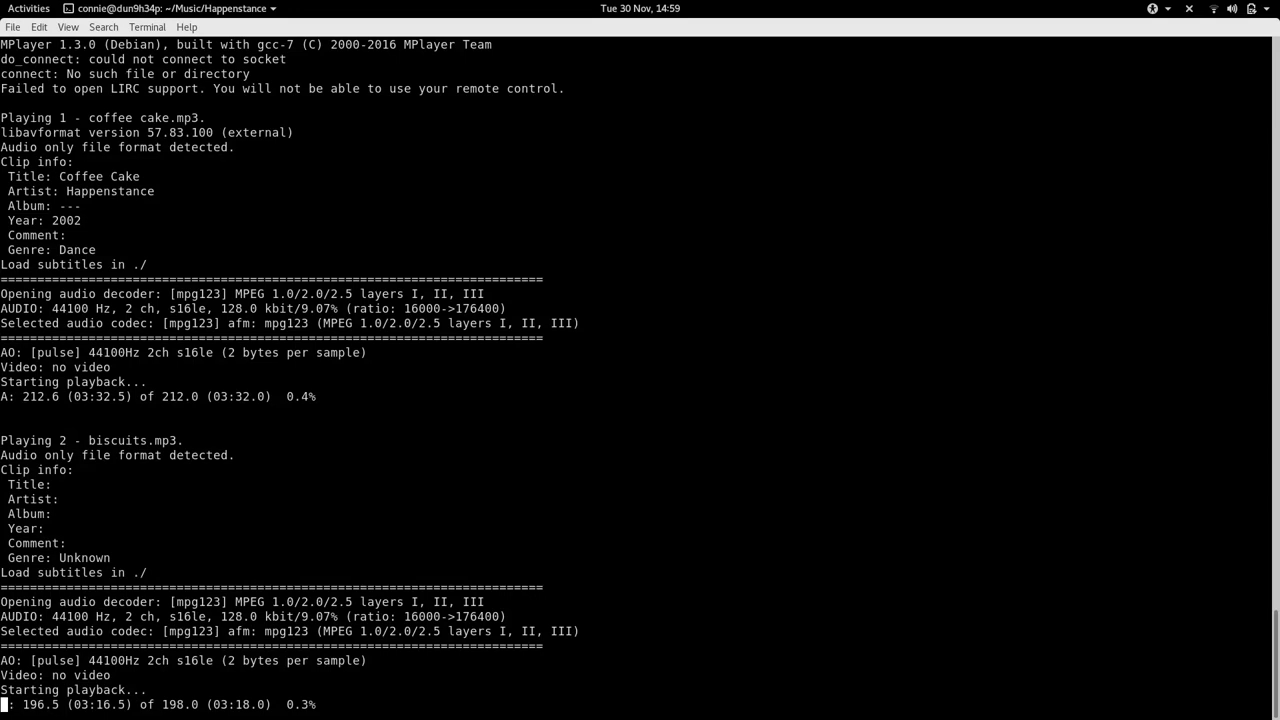 Activities connie@dun9h34p: ~/Music/Happenstance Tue 30 Nov, 14:59
File Edit View Search Terminal Help
MPlayer 1.3.0 (Debian), built with gcc-7 (C) 2000-2016 MPlayer Team
do_connect: could not connect to socket
connect: No such file or directory
Failed to open LIRC support. You will not be able to use your remote control.
Playing 1 - coffee cake.mp3.
libavformat version 57.83.100 (external)
Audio only file format detected.
Clip info:
Title: Coffee Cake
Artist: Happenstance
Album: ---
Year: 2002
Comment:
Genre: Dance
Load subtitles in ./
==========================================================================
Opening audio decoder: [mpg123] MPEG 1.0/2.0/2.5 layers I, II, III
AUDIO: 44100 Hz, 2 ch, s16le, 128.0 kbit/9.07% (ratio: 16000->176400)
Selected audio codec: [mpg123] afm: mpg123 (MPEG 1.0/2.0/2.5 layers I, II, III)
==========================================================================
AO: [pulse] 44100Hz 2ch s16le (2 bytes per sample)
Video: no video
Starting playback...
A: 212.6 (03:32.5) of 212.0 (03:32.0) 0.4%
Playing 2 - biscuits.mp3.
Audio only file format detected.
Clip info:
Title:
Artist:
Album:
Year:
Comment:
Genre: Unknown
Load subtitles in ./
==========================================================================
Opening audio decoder: [mpg123] MPEG 1.0/2.0/2.5 layers I, II, III
AUDIO: 44100 Hz, 2 ch, s16le, 128.0 kbit/9.07% (ratio: 16000->176400)
Selected audio codec: [mpg123] afm: mpg123 (MPEG 1.0/2.0/2.5 layers I, II, III)
==========================================================================
AO: [pulse] 44100Hz 2ch s16le (2 bytes per sample)
Video: no video
Starting playback...
: 196.5 (03:16.5) of 198.0 (03:18.0) 0.3%